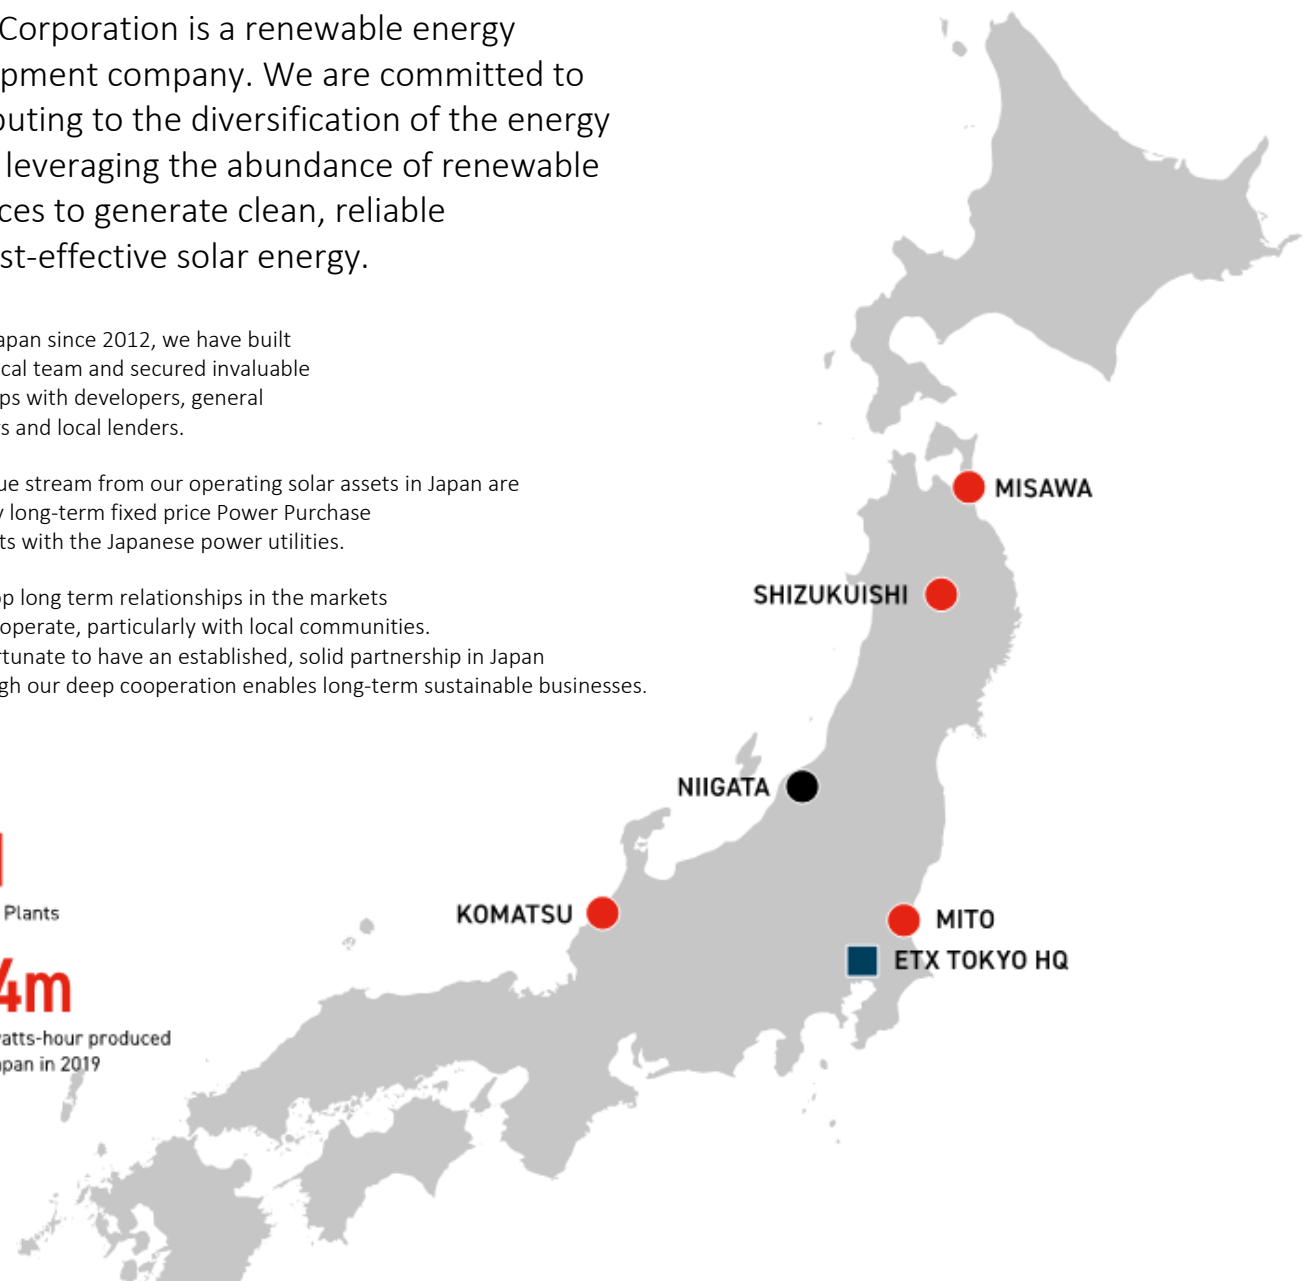 Corporation is a renewable energy
pment company. We are committed to
buting to the diversification of the energy
leveraging the abundance of renewable
ces to generate clean, reliable
st-effective solar energy.
apan since 2012, we have built
cal team and secured invaluable
ps with developers, general
s and local lenders.
ue stream from our operating solar assets in Japan are
y long-term fixed price Power Purchase
ts with the Japanese power utilities.
op long term relationships in the markets
operate, particularly with local communities.
rtunate to have an established, solid partnership in Japan
gh our deep cooperation enables long-term sustainable businesses.
Plants
4m
atts-hour produced
apan in 2019
MISAWA
SHIZUKUISHI
NIIGATA
KOMATSU
MITO
ETX TOKYO HQ